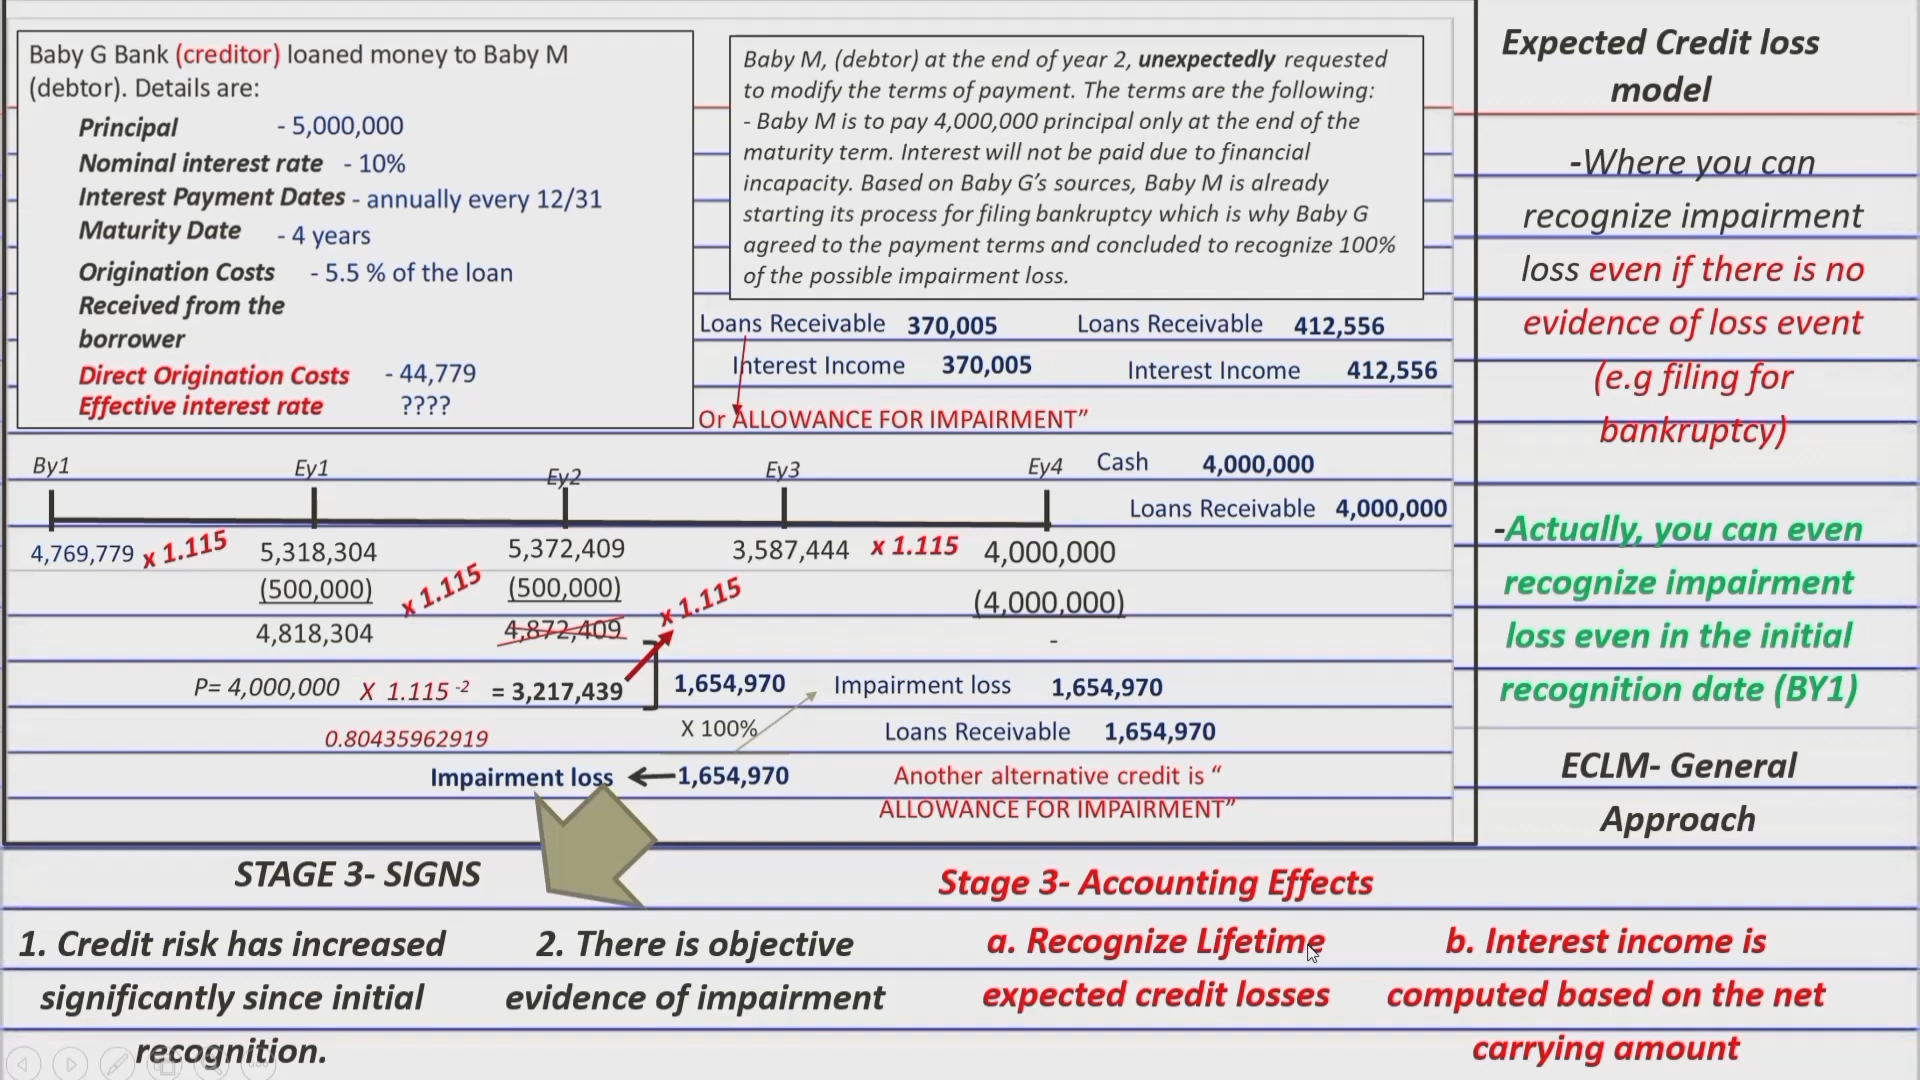 Baby G Bank (creditor) loaned money to Baby M
(debtor). Details are:
Principal - 5,000,000
Nominal interest rate - 10%
Interest Payment Dates - annually every 12/31
Maturity Date - 4 years
Origination Costs - 5.5 % of the loan
Received from the
borrower
Direct Origination Costs - 44,779
Effective interest rate ????
Baby M, (debtor) at the end of year 2, unexpectedly requested
to modify the terms of payment. The terms are the following:
- Baby M is to pay 4,000,000 principal only at the end of the
maturity term. Interest will not be paid due to financial
incapacity. Based on Baby G's sources, Baby M is already
starting its process for filing bankruptcy which is why Baby G
agreed to the payment terms and concluded to recognize 100%
of the possible impairment loss.
Loans Receivable 370,005 Loans Receivable 412,556
Interest Income 370,005 Interest Income 412,556
Or ALLOWANCE FOR IMPAIRMENT”
By1 Ey1 Ey2 Ey3 Ey4 Cash 4,000,000
Loans Receivable 4,000,000
4,769,779 x 1.115 5,318,304 5,372,409 3,587,444 x 1.115 4,000,000
(500,000) x 1.115 (500,000) x 1.115 (4,000,000)
4,818,304 4,872,409 -
P= 4,000,000 X 1.115 -2 = 3,217,439 1,654,970 Impairment loss 1,654,970
X 100% Loans Receivable 1,654,970
0.80435962919
Impairment loss 1,654,970 Another alternative credit is “
ALLOWANCE FOR IMPAIRMENT”
Expected Credit loss
model
-Where you can
recognize impairment
loss even if there is no
evidence of loss event
(e.g filing for
bankruptcy)
-Actually, you can even
recognize impairment
loss even in the initial
recognition date (BY1)
ECLM- General
Approach
STAGE 3- SIGNS
1. Credit risk has increased
significantly since initial
recognition.
2. There is objective
evidence of impairment
Stage 3- Accounting Effects
a. Recognize Lifetime
expected credit losses
b. Interest income is
computed based on the net
carrying amount